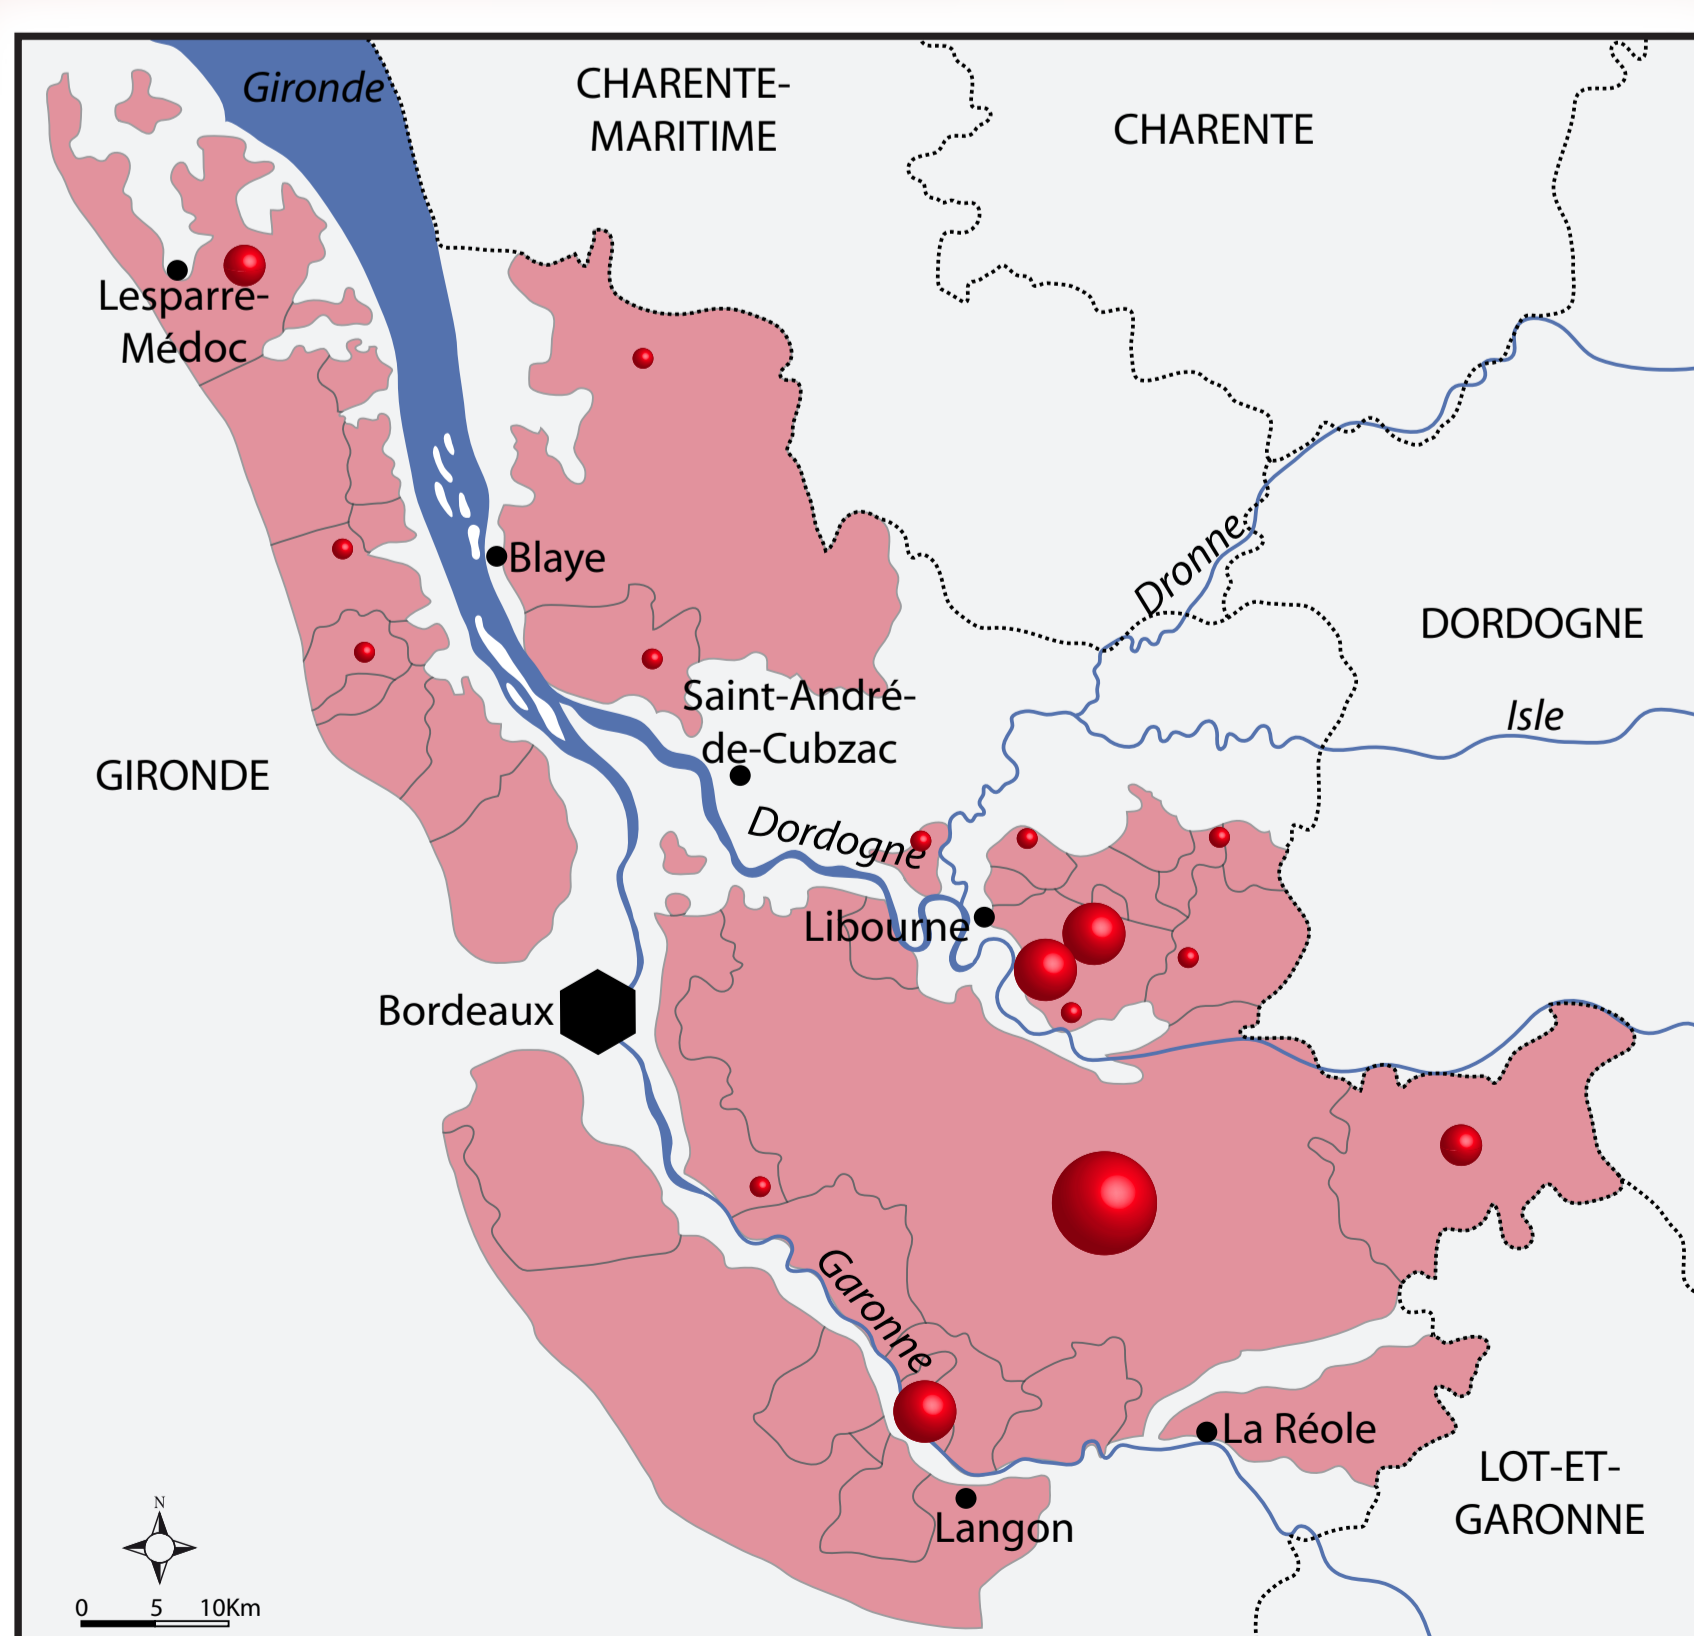 Gironde
CHARENTE-
MARITIME
CHARENTE
Lesparre-
Médoc
Blaye
Dronne
DORDOGNE
Saint-André-
de-Cubzac
Isle
GIRONDE
Dordogne
Libourne
Bordeaux
Garonne
La Réole
LOT-ET-
GARONNE
Langon
N
0 5 10Km